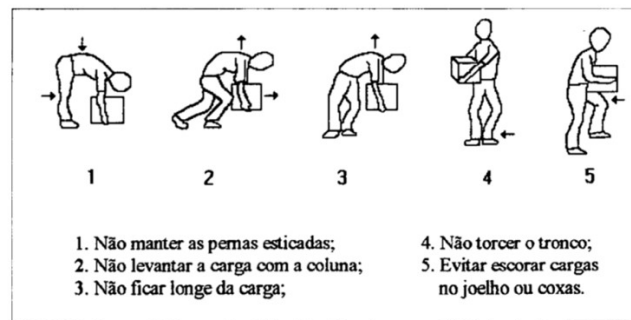 1 2 3 4 5
1. Não manter as pernas esticadas;
2. Não levantar a carga com a coluna;
3. Não ficar longe da carga;
4. Não torcer o tronco;
5. Evitar escorar cargas
no joelho ou coxas.